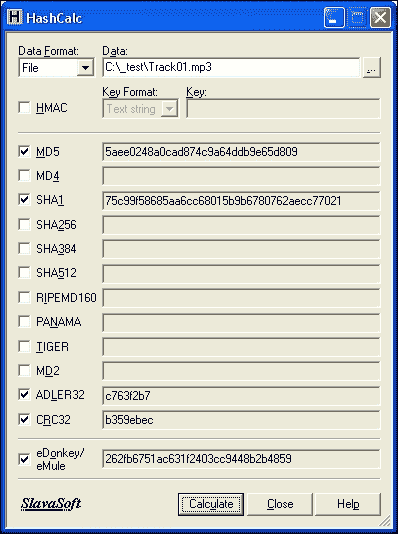 HashCalc
Data Format: Data:
File C:\_test\Track01.mp3 ...
Key Format: Key:
HMAC Text string
MD5 5aee0248a0cad874c9a64ddb9e65d809
MD4
SHA1 75c99f58685aa6cc68015b9b6780762aecc77021
SHA256
SHA384
SHA512
RIPEMD160
PANAMA
TIGER
MD2
ADLER32 c763f2b7
CRC32 b359ebec
eDonkey/
eMule 262fb6751ac631f2403cc9448b2b4859
SlavaSoft Calculate Close Help